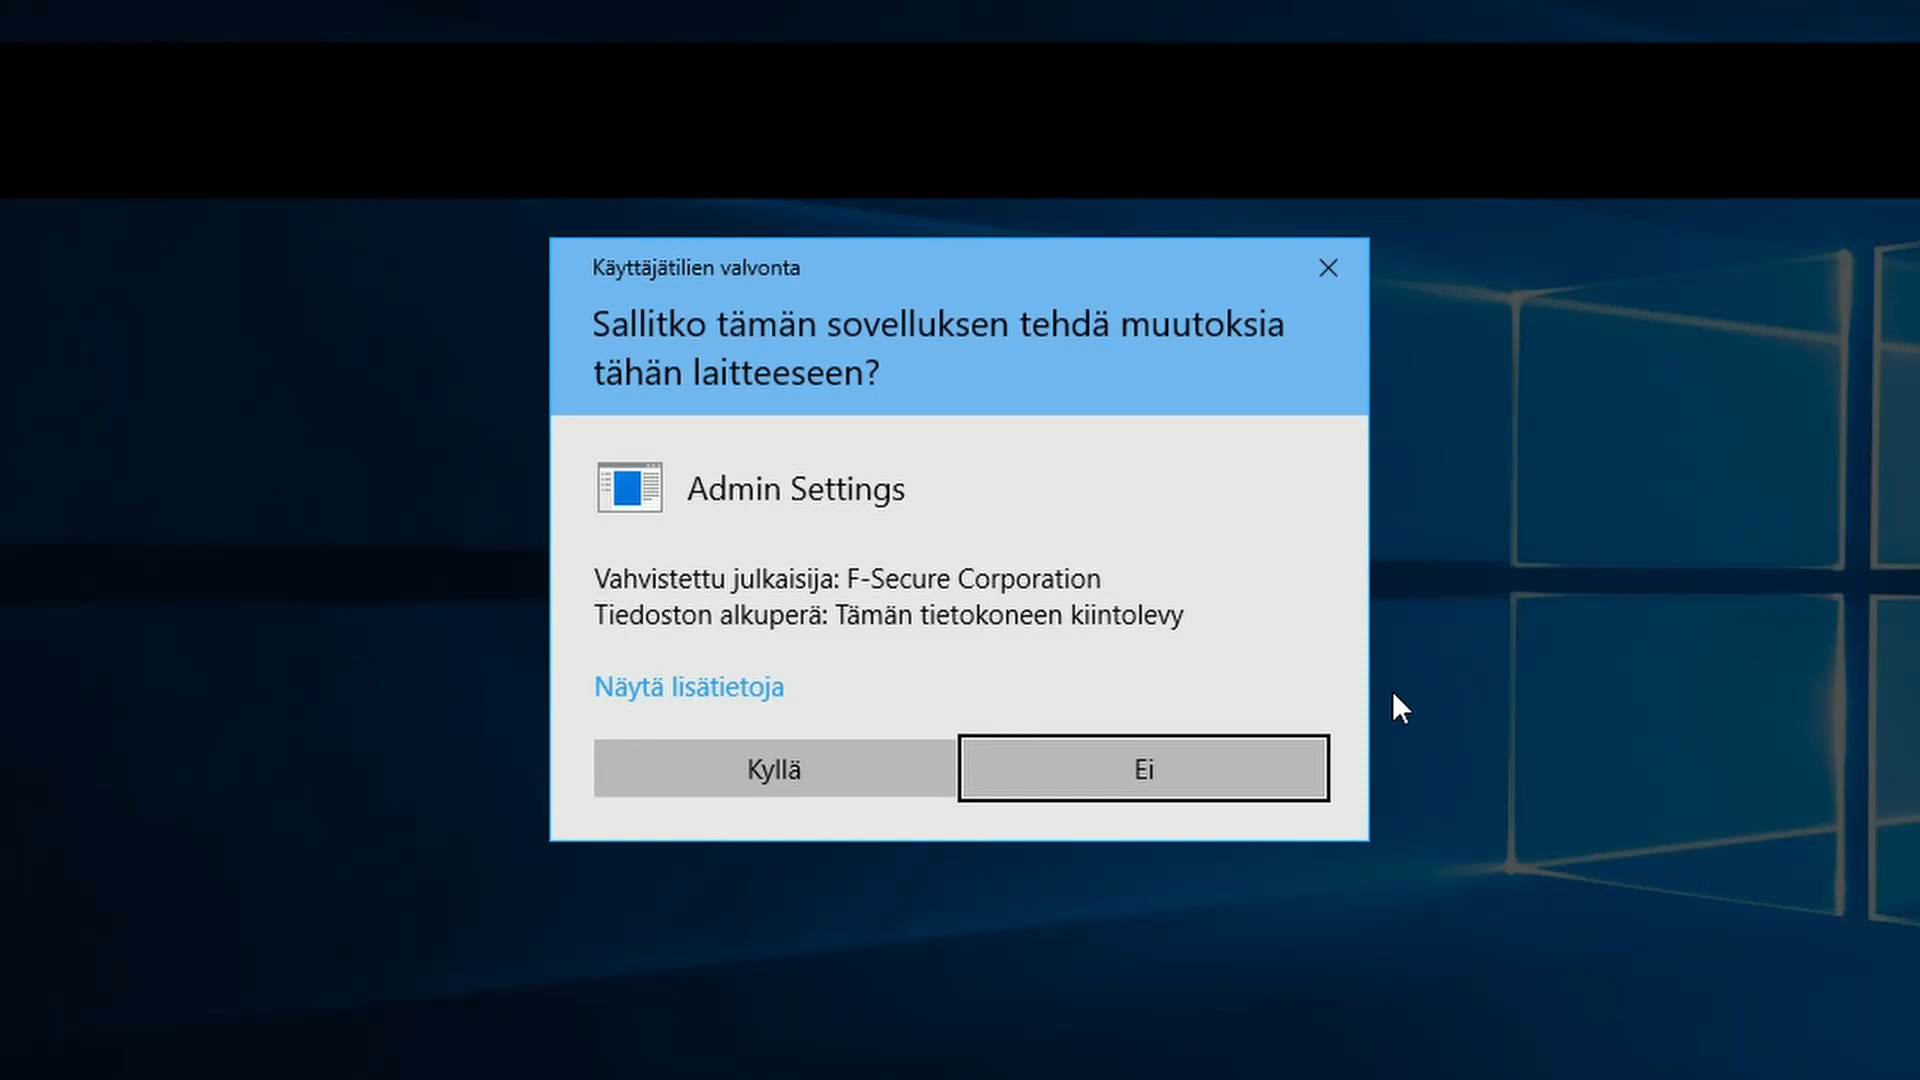 Käyttäjätilien valvonta
Sallitko tämän sovelluksen tehdä muutoksia
tähän laitteeseen?
Admin Settings
Vahvistettu julkaisija: F-Secure Corporation
Tiedoston alkuperä: Tämän tietokoneen kiintolevy
Näytä lisätietoja
Kyllä
Ei